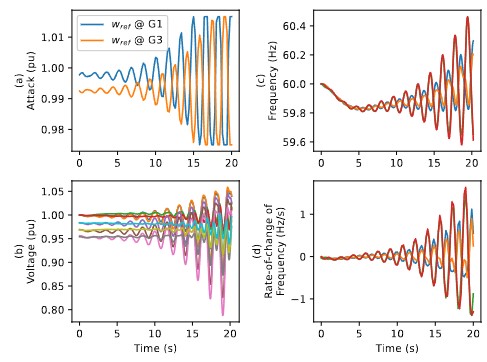 w_ref @ G1
w_ref @ G3
1.01
1.00
0.99
0.98
(a)
Attack (pu)
0 5 10 15 20
Time (s)
60.4
60.2
60.0
59.8
59.6
(c)
Frequency (Hz)
0 5 10 15 20
Time (s)
1.05
1.00
0.95
0.90
0.85
0.80
(b)
Voltage (pu)
0 5 10 15 20
Time (s)
1
0
−1
(d)
Rate-of-change of
Frequency (Hz/s)
0 5 10 15 20
Time (s)